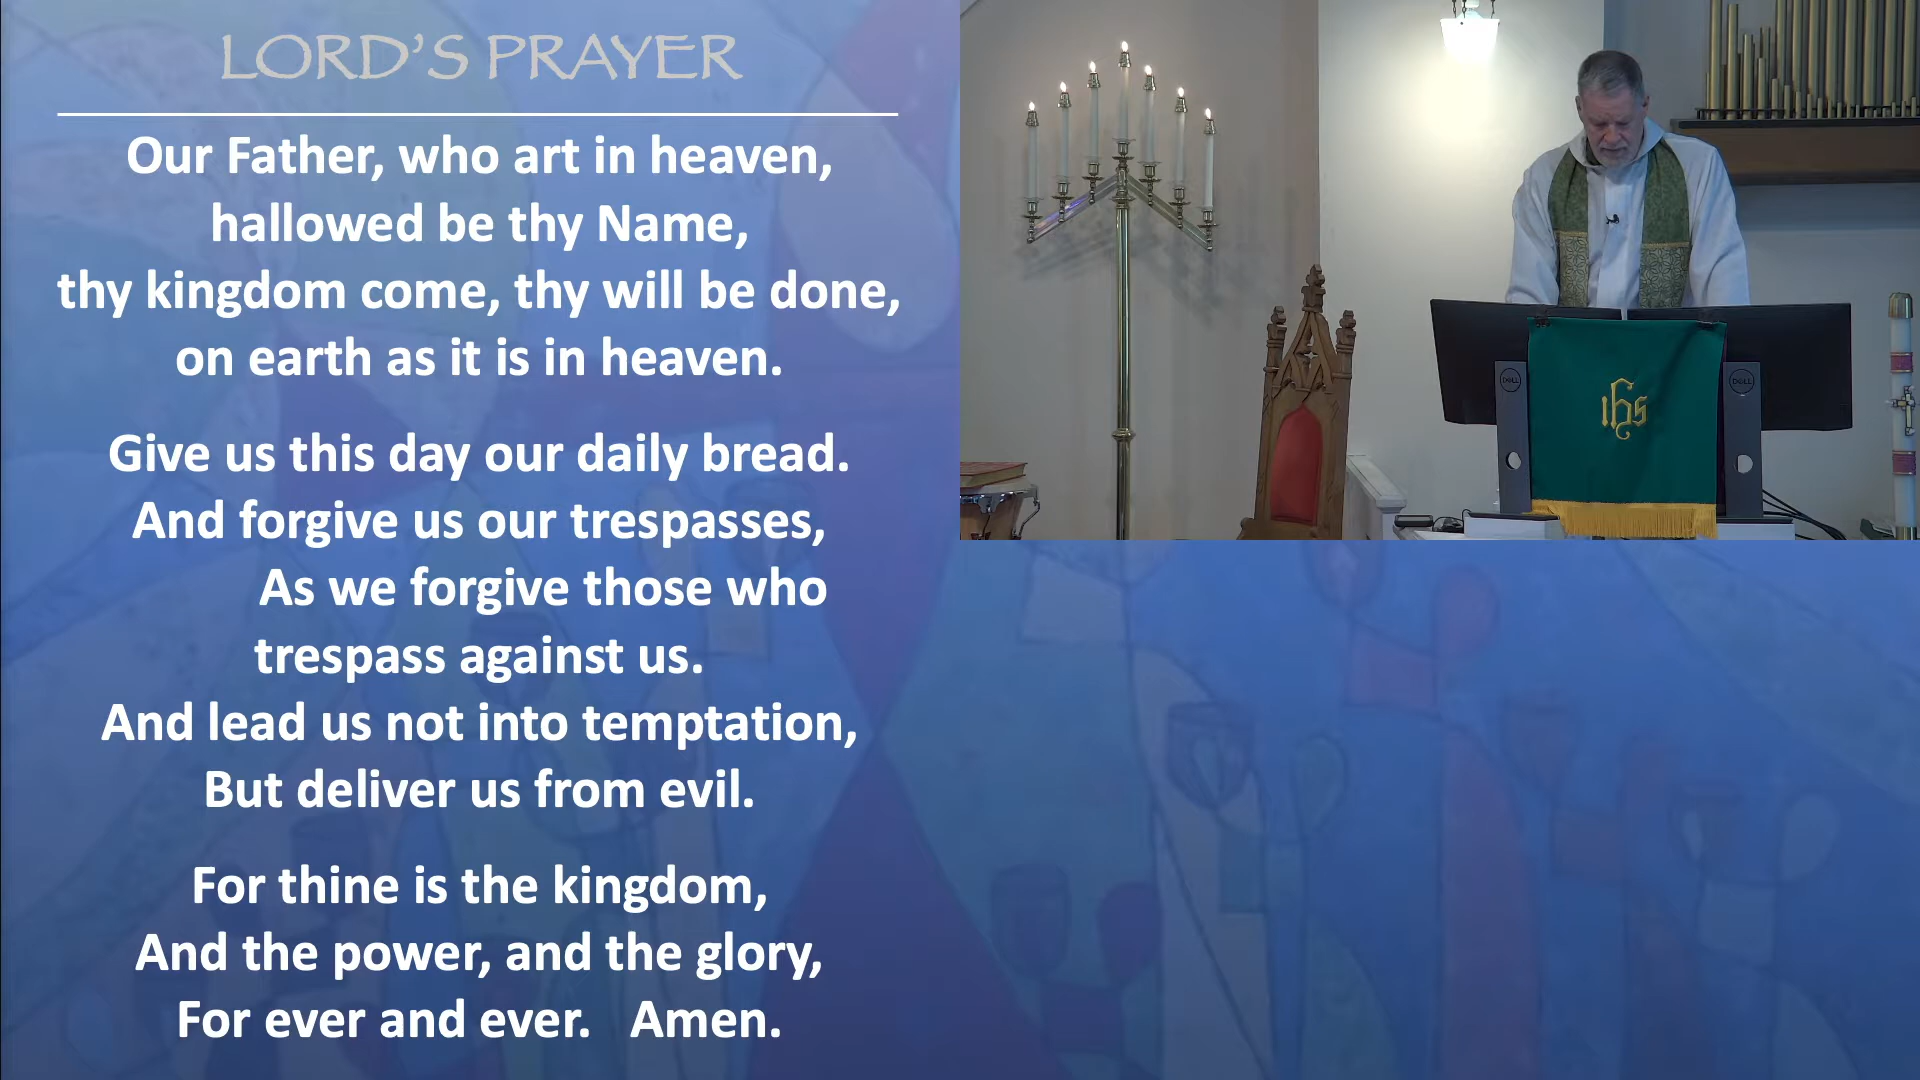 LORD'S PRAYER
Our Father, who art in heaven,
hallowed be thy Name,
thy kingdom come, thy will be done,
on earth as it is in heaven.
Give us this day our daily bread.
And forgive us our trespasses,
As we forgive those who
trespass against us.
And lead us not into temptation,
But deliver us from evil.
For thine is the kingdom,
And the power, and the glory,
For ever and ever. Amen.
DELL
DELL
ihs